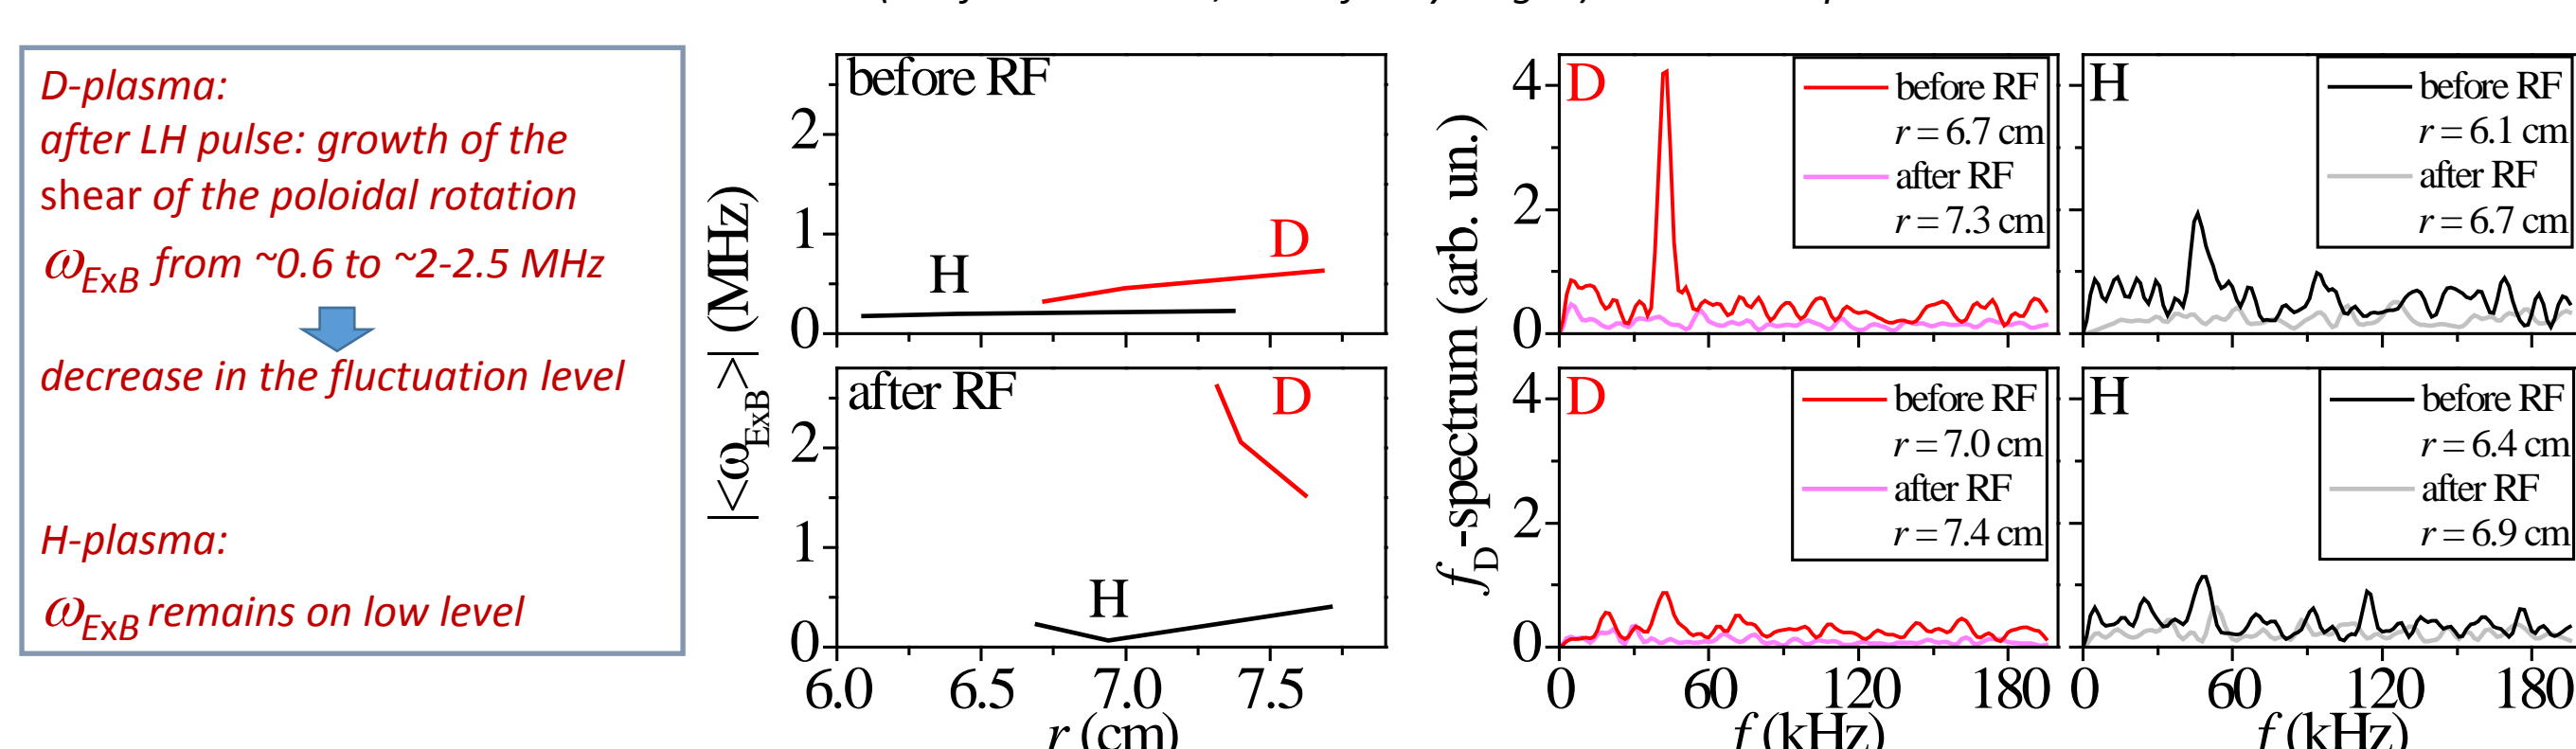 D-plasma:
after LH pulse: growth of the
shear of the poloidal rotation
ωExB from ~0.6 to ~2-2.5 MHz
decrease in the fluctuation level
H-plasma:
ωExB remains on low level
|<ωExB>| (MHz)
before RF
2
1
0
H
D
after RF
2
1
0
H
D
6.0 6.5 7.0 7.5
r (cm)
fD-spectrum (arb. un.)
D
4
2
0
before RF
r = 6.7 cm
after RF
r = 7.3 cm
H
before RF
r = 6.1 cm
after RF
r = 6.7 cm
D
4
2
0
before RF
r = 7.0 cm
after RF
r = 7.4 cm
H
before RF
r = 6.4 cm
after RF
r = 6.9 cm
0 60 120 180
f (kHz)
0 60 120 180
f (kHz)